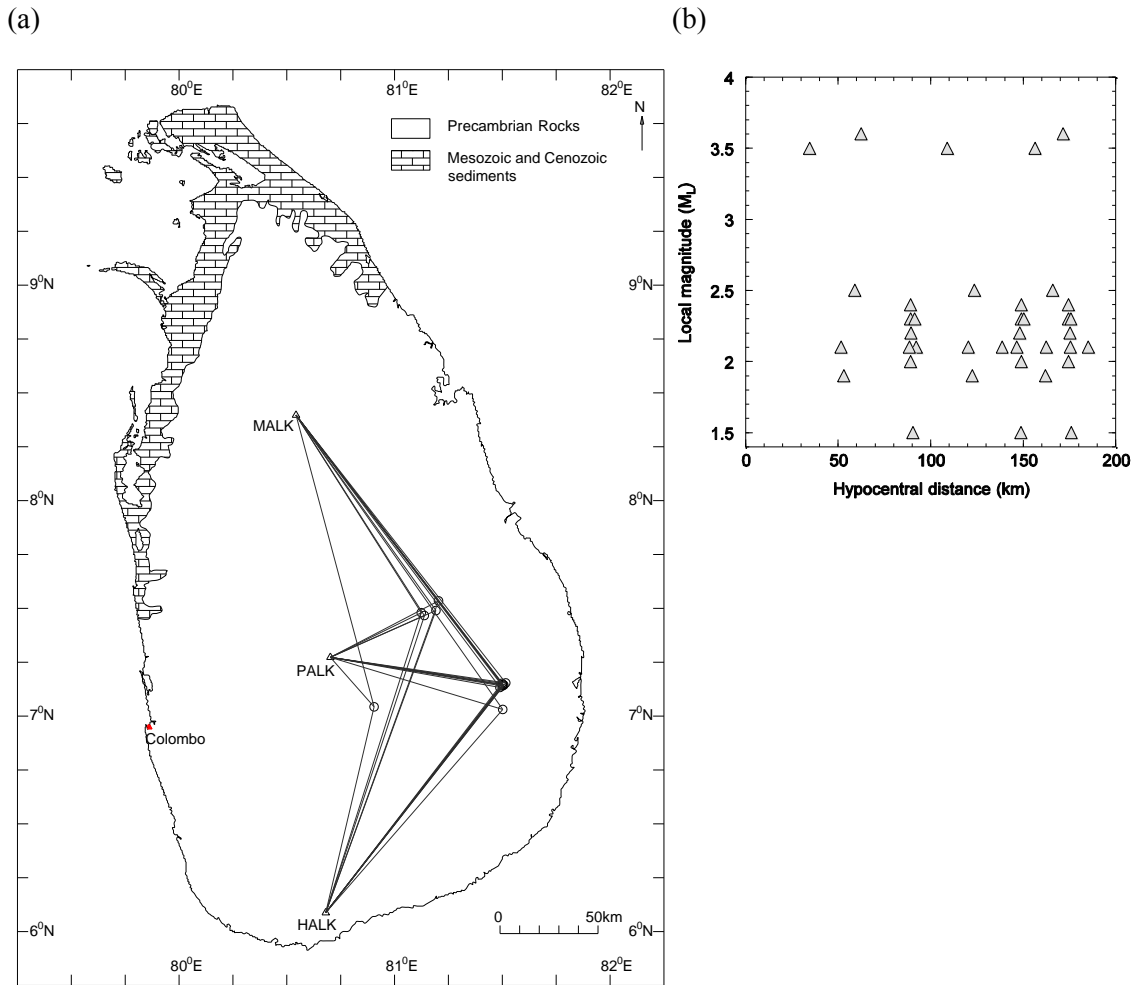 (a)
(b)
80⁰E
81⁰E
82⁰E
N
Precambrian Rocks
Mesozoic and Cenozoic
sediments
9⁰N
9⁰N
MALK
8⁰N
8⁰N
PALK
7⁰N
7⁰N
Colombo
HALK
0
50km
6⁰N
6⁰N
80⁰E
81⁰E
82⁰E
4
3.5
3
2.5
2
1.5
Local magnitude (M_L)
0
50
100
150
200
Hypocentral distance (km)